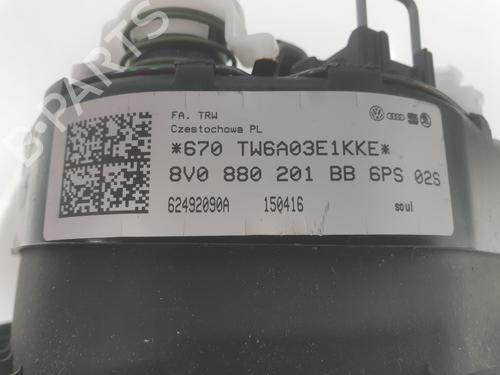 B-PARTS
FA. TRW
Czestochowa PL
*670 TW6A03E1KKE*
8V0 880 201 BB 6PS 02S
62492090A 150416 soul